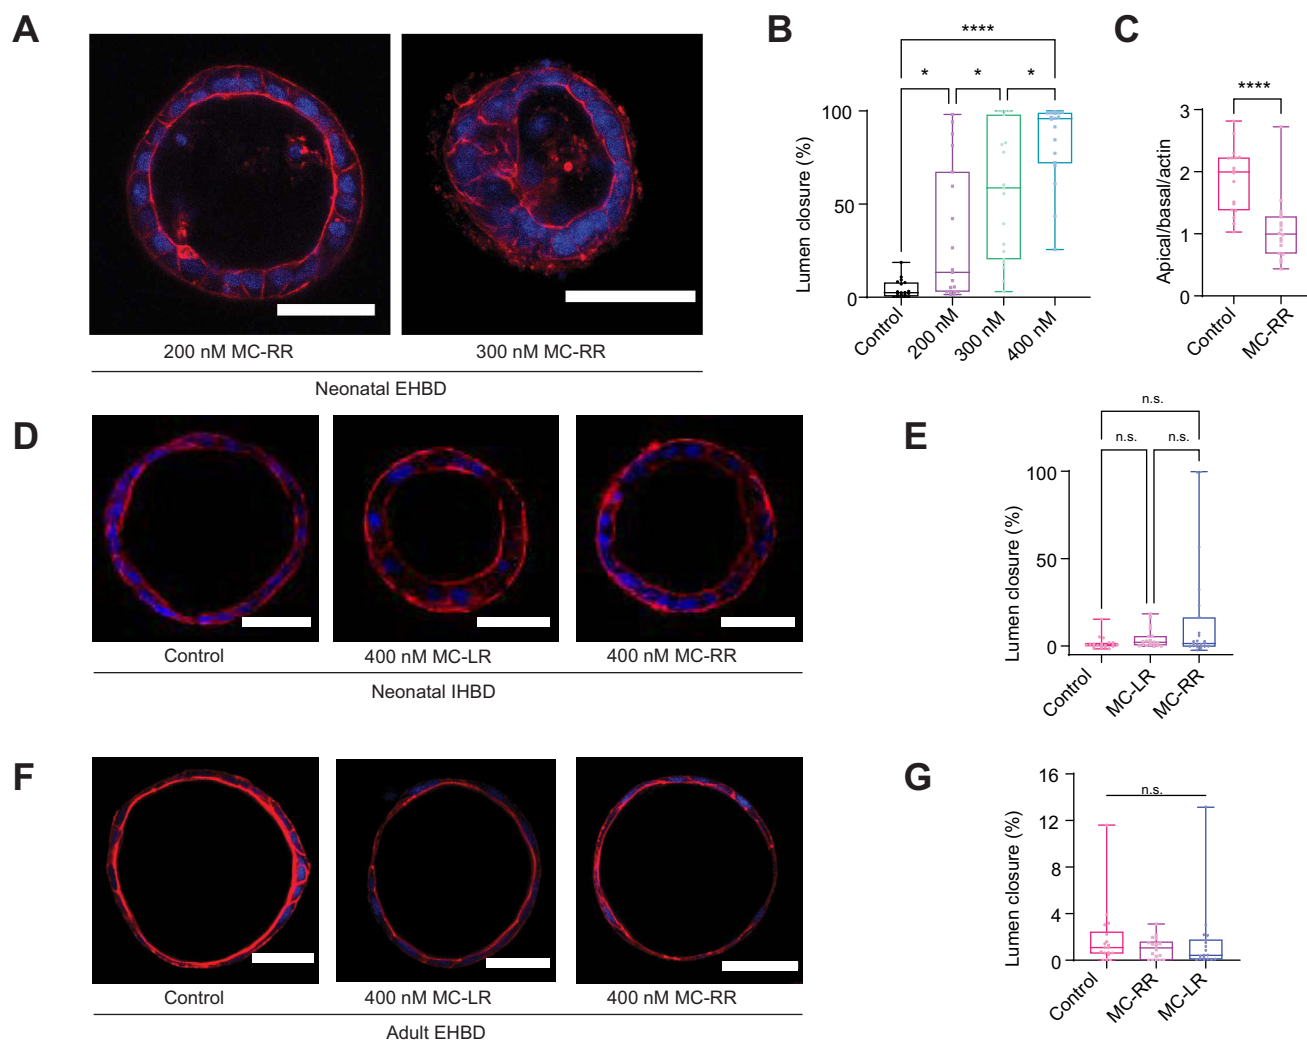 A
200 nM MC-RR
300 nM MC-RR
Neonatal EHBD
B
****
*
*
*
Lumen closure (%)
100
50
0
Control
200 nM
300 nM
400 nM
C
****
Apical/basal/actin
3
2
1
0
Control
MC-RR
D
Control
400 nM MC-LR
400 nM MC-RR
Neonatal IHBD
E
n.s.
n.s.
n.s.
Lumen closure (%)
100
50
0
Control
MC-LR
MC-RR
F
Control
400 nM MC-LR
400 nM MC-RR
Adult EHBD
G
n.s.
Lumen closure (%)
16
12
8
4
0
Control
MC-RR
MC-LR